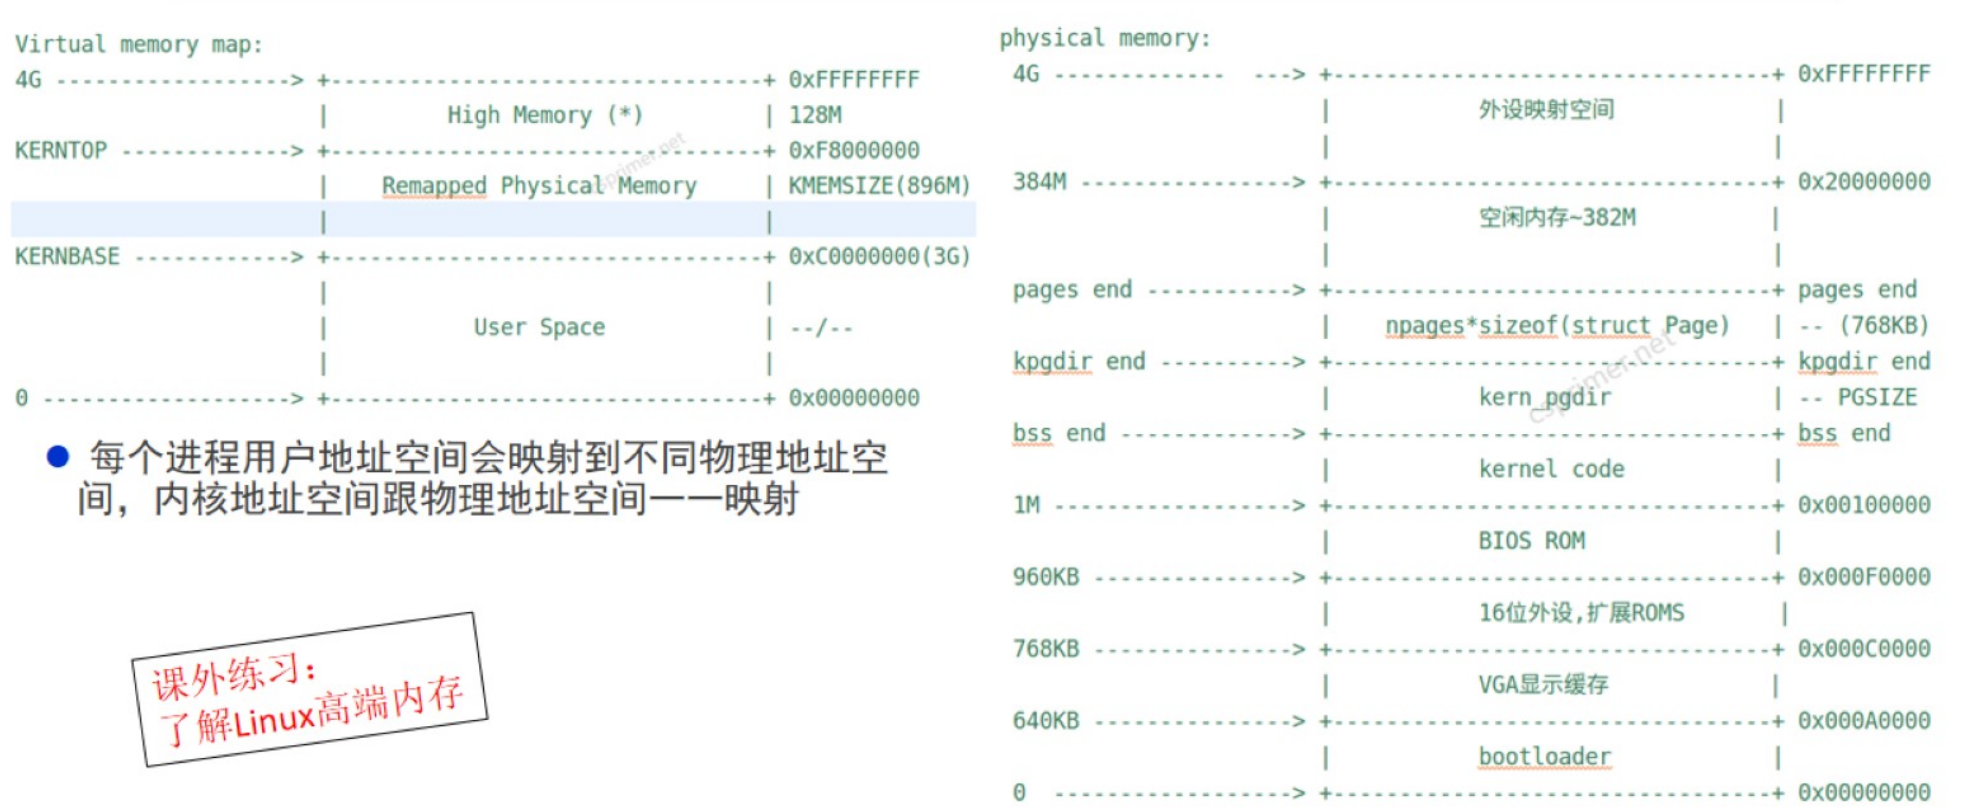 Virtual memory map:
4G ------------------> +---------------------------------+ 0xFFFFFFFF
| High Memory (*) | 128M
KERNTOP -------------> +---------------------------------+ 0xF8000000
| Remapped Physical Memory | KMEMSIZE(896M)
| |
KERNBASE ------------> +---------------------------------+ 0xC0000000(3G)
| |
| User Space | --/--
| |
0 -------------------> +---------------------------------+ 0x00000000
csprimer.net
● 每个进程用户地址空间会映射到不同物理地址空
间，内核地址空间跟物理地址空间一一映射
课外练习：
了解Linux高端内存
physical memory:
4G ------------- ---> +---------------------------------+ 0xFFFFFFFF
| 外设映射空间 |
| |
384M ----------------> +---------------------------------+ 0x20000000
| 空闲内存~382M |
| |
pages end -----------> +---------------------------------+ pages end
| npages*sizeof(struct Page) | -- (768KB)
kpgdir end ----------> +---------------------------------+ kpgdir end
| kern_pgdir | -- PGSIZE
bss end -------------> +---------------------------------+ bss end
| kernel code |
1M ------------------> +---------------------------------+ 0x00100000
| BIOS ROM |
960KB ---------------> +---------------------------------+ 0x000F0000
| 16位外设,扩展ROMS |
768KB ---------------> +---------------------------------+ 0x000C0000
| VGA显示缓存 |
640KB ---------------> +---------------------------------+ 0x000A0000
| bootloader |
0 -------------------> +---------------------------------+ 0x00000000
csprimer.net